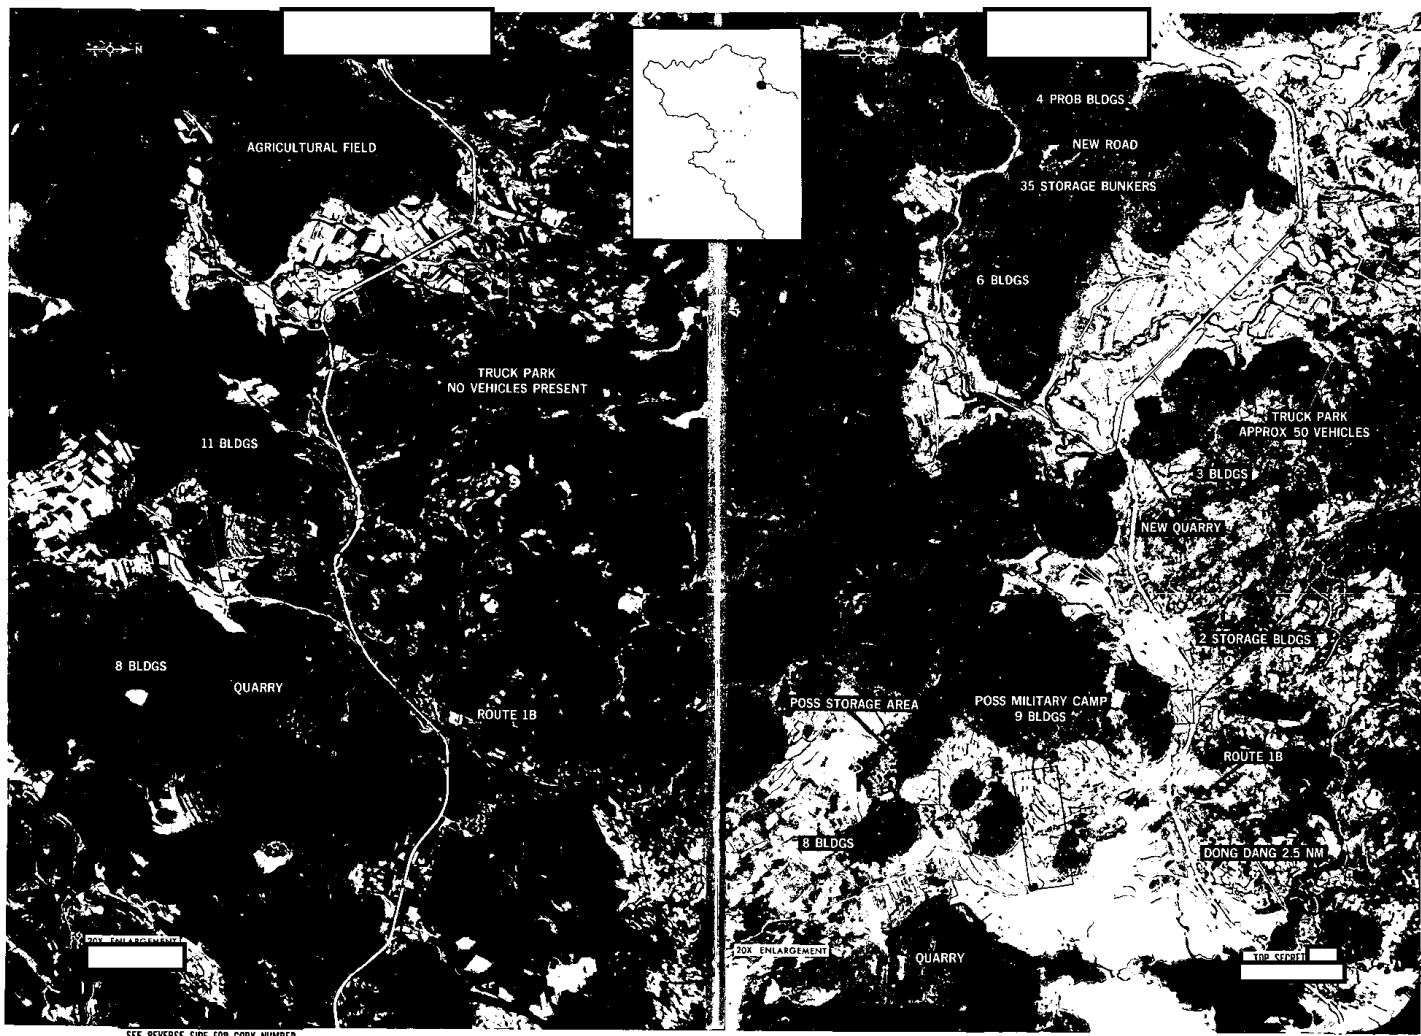 N
AGRICULTURAL FIELD
TRUCK PARK
NO VEHICLES PRESENT
11 BLDGS
8 BLDGS
QUARRY
ROUTE 1B
20X ENLARGEMENT
4 PROB BLDGS
NEW ROAD
35 STORAGE BUNKERS
6 BLDGS
TRUCK PARK
APPROX 50 VEHICLES
3 BLDGS
NEW QUARRY
2 STORAGE BLDGS
POSS STORAGE AREA
POSS MILITARY CAMP
9 BLDGS
ROUTE 1B
8 BLDGS
DONG DANG 2.5 NM
20X ENLARGEMENT
QUARRY
TOP SECRET
SEE REVERSE SIDE FOR COPY NUMBER